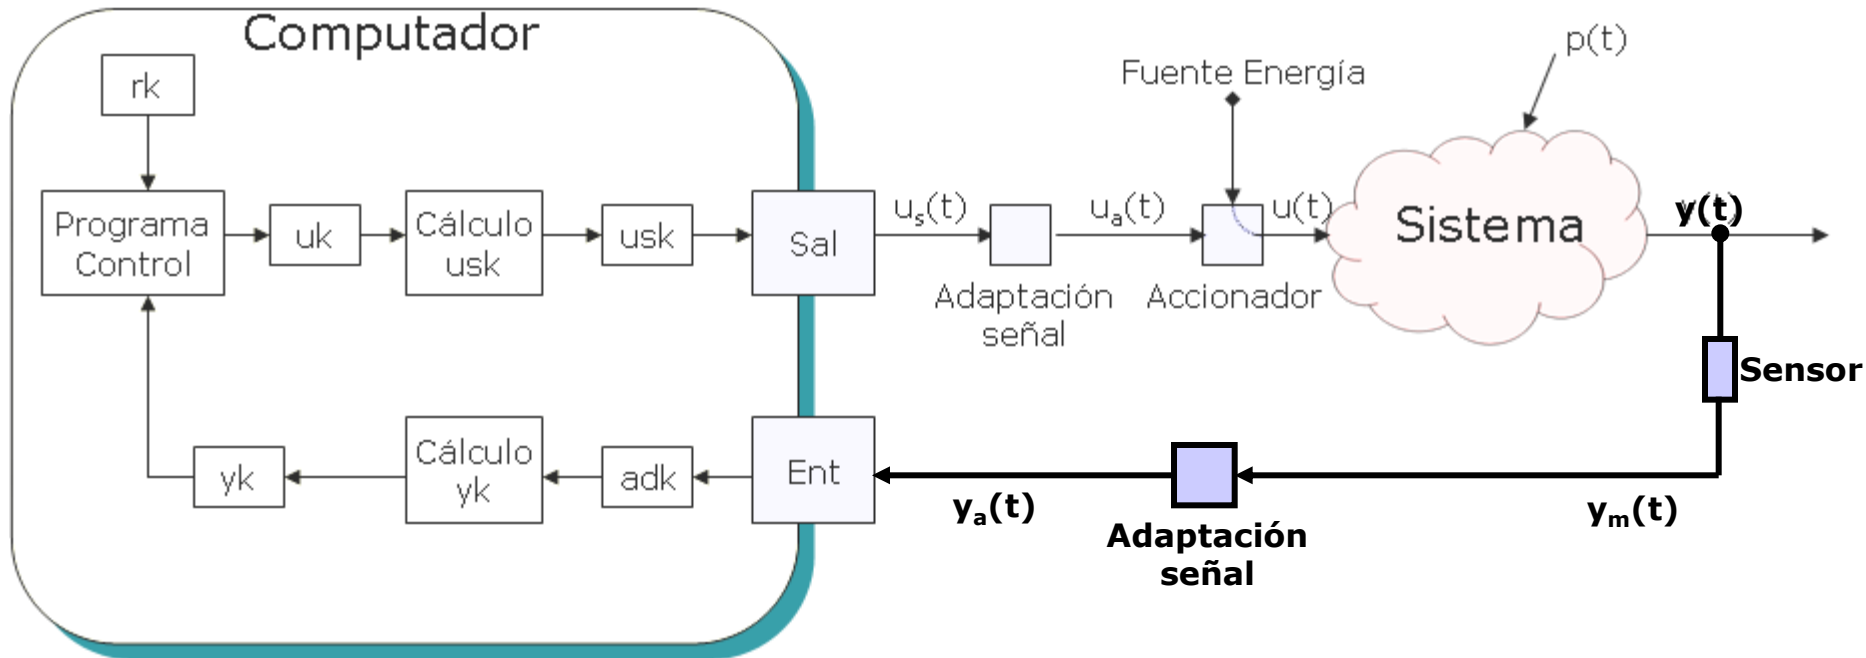 Computador
rk
Programa
Control
uk
Cálculo
usk
usk
Sal
us(t)
Adaptación
señal
ua(t)
Fuente Energía
Accionador
u(t)
p(t)
Sistema
y(t)
Sensor
ym(t)
Adaptación
señal
ya(t)
Ent
adk
Cálculo
yk
yk